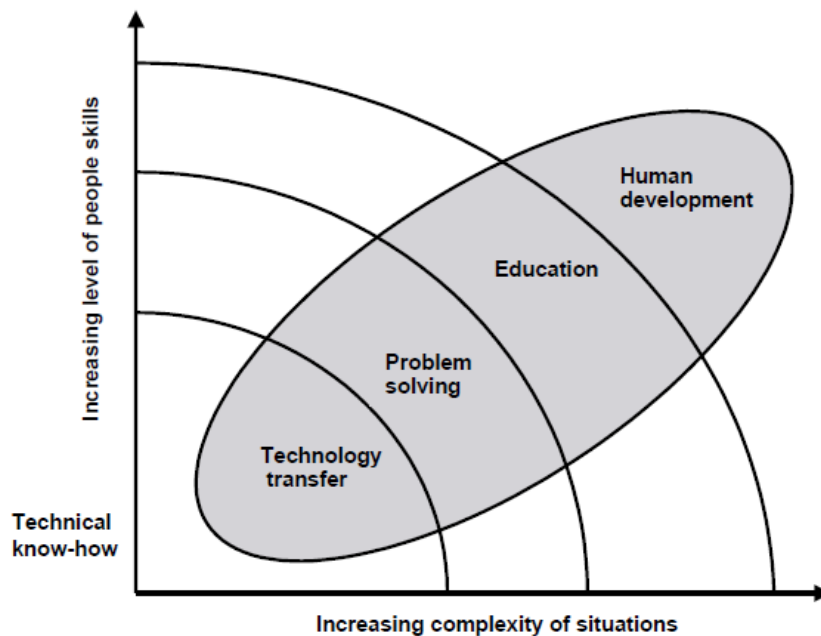 Increasing level of people skills
Human
development
Education
Problem
solving
Technology
transfer
Technical
know-how
Increasing complexity of situations